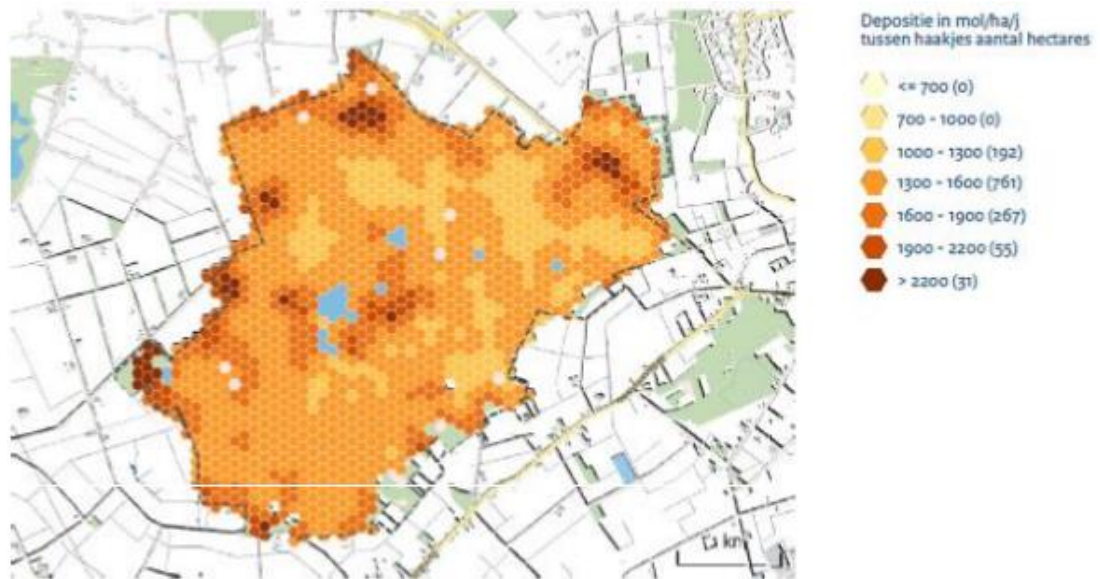 Depositie in mol/ha/j
tussen haakjes aantal hectares
<= 700 (0)
700 - 1000 (0)
1000 - 1300 (192)
1300 - 1600 (761)
1600 - 1900 (267)
1900 - 2200 (55)
> 2200 (31)
km